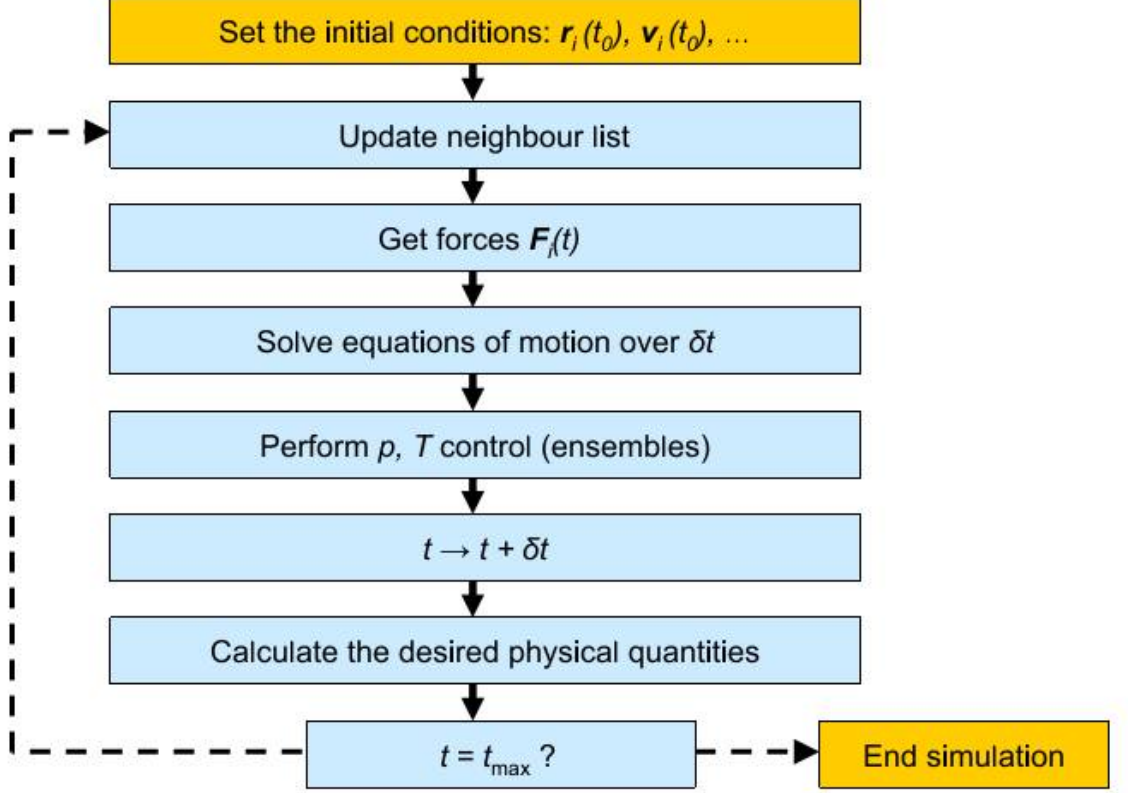 Set the initial conditions: rᵢ(t₀), vᵢ(t₀), ...
Update neighbour list
Get forces Fᵢ(t)
Solve equations of motion over δt
Perform p, T control (ensembles)
t → t + δt
Calculate the desired physical quantities
t = tmax ?
End simulation